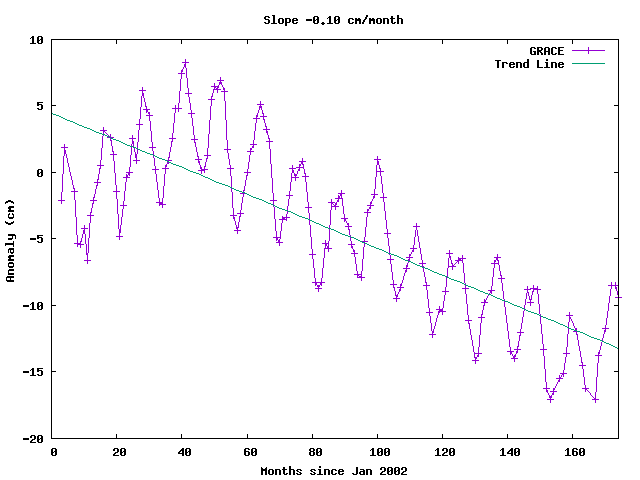 Slope -0.10 cm/month
GRACE
Trend Line
10
5
0
-5
-10
-15
-20
Anomaly (cm)
0 20 40 60 80 100 120 140 160
Months since Jan 2002